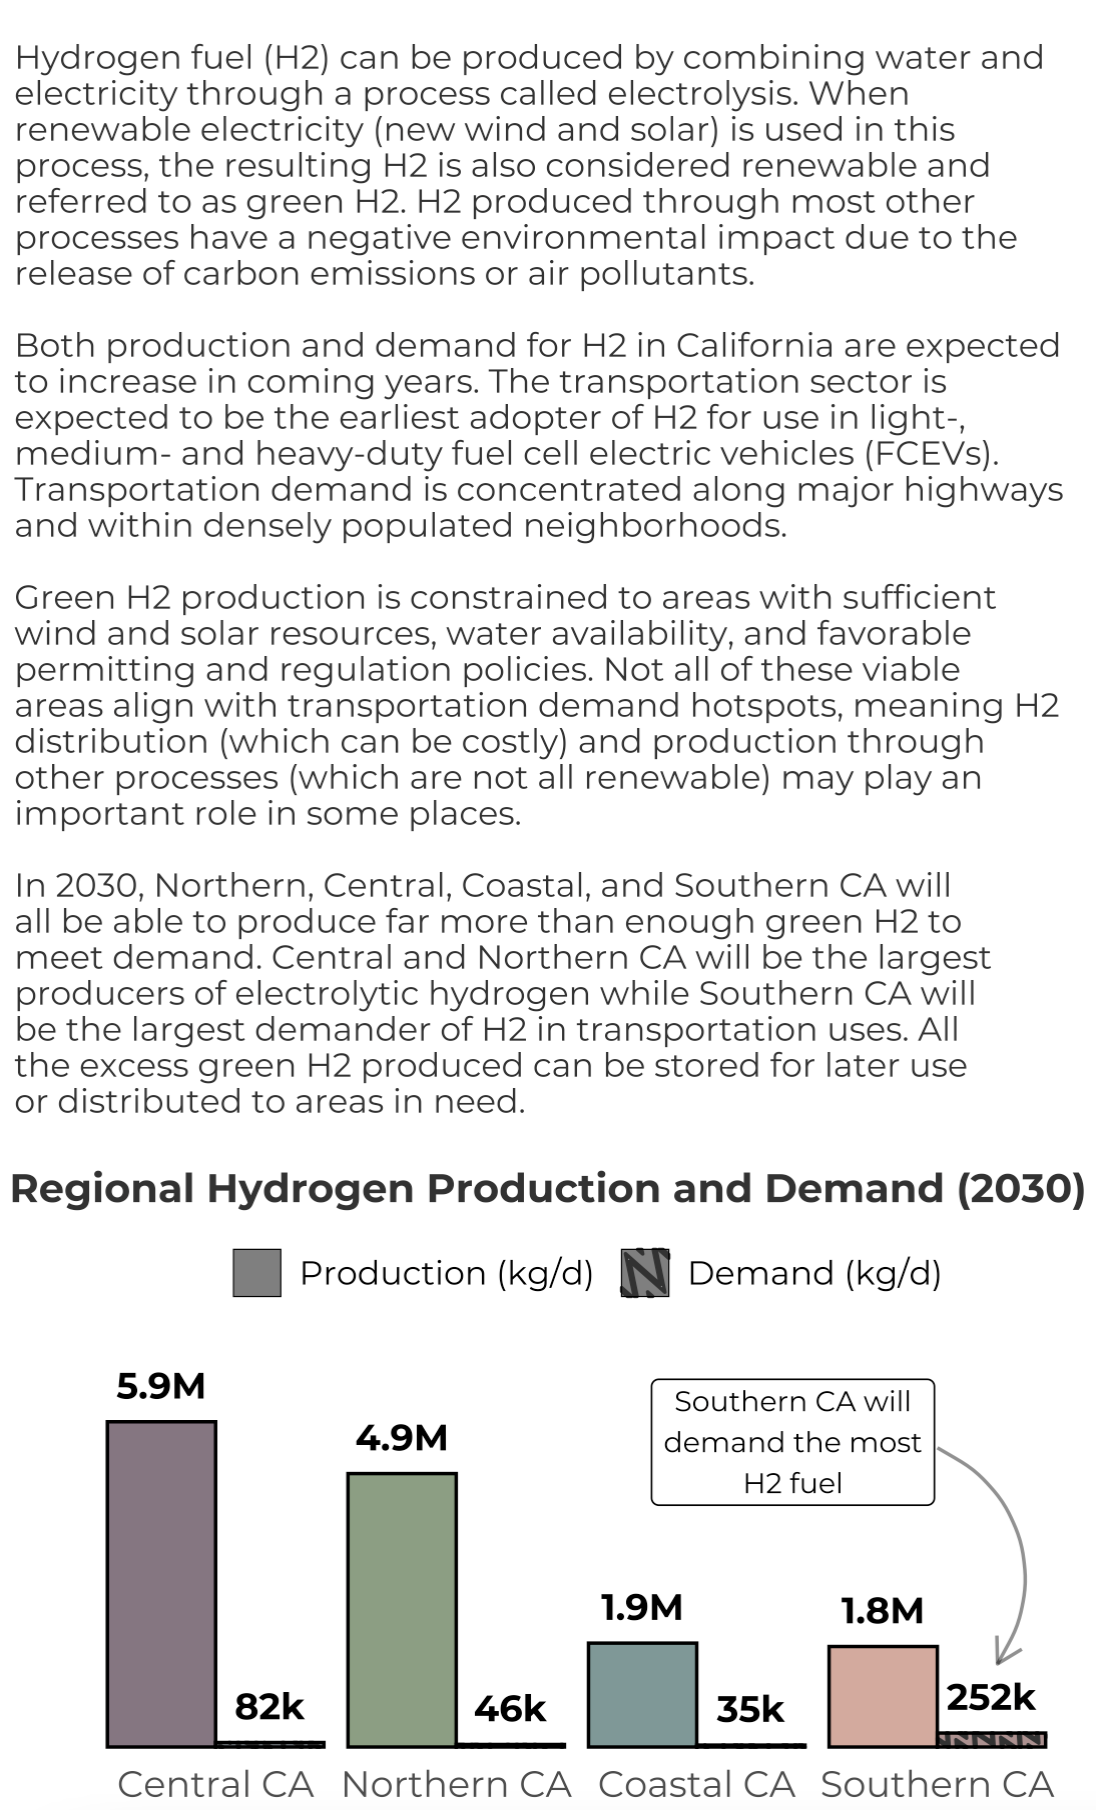 Hydrogen fuel (H2) can be produced by combining water and
electricity through a process called electrolysis. When
renewable electricity (new wind and solar) is used in this
process, the resulting H2 is also considered renewable and
referred to as green H2. H2 produced through most other
processes have a negative environmental impact due to the
release of carbon emissions or air pollutants.
Both production and demand for H2 in California are expected
to increase in coming years. The transportation sector is
expected to be the earliest adopter of H2 for use in light-,
medium- and heavy-duty fuel cell electric vehicles (FCEVs).
Transportation demand is concentrated along major highways
and within densely populated neighborhoods.
Green H2 production is constrained to areas with sufficient
wind and solar resources, water availability, and favorable
permitting and regulation policies. Not all of these viable
areas align with transportation demand hotspots, meaning H2
distribution (which can be costly) and production through
other processes (which are not all renewable) may play an
important role in some places.
In 2030, Northern, Central, Coastal, and Southern CA will
all be able to produce far more than enough green H2 to
meet demand. Central and Northern CA will be the largest
producers of electrolytic hydrogen while Southern CA will
be the largest demander of H2 in transportation uses. All
the excess green H2 produced can be stored for later use
or distributed to areas in need.
Regional Hydrogen Production and Demand (2030)
Production (kg/d) Demand (kg/d)
5.9M
4.9M
Southern CA will
demand the most
H2 fuel
1.9M
1.8M
82k
46k
35k
252k
Central CA Northern CA Coastal CA Southern CA